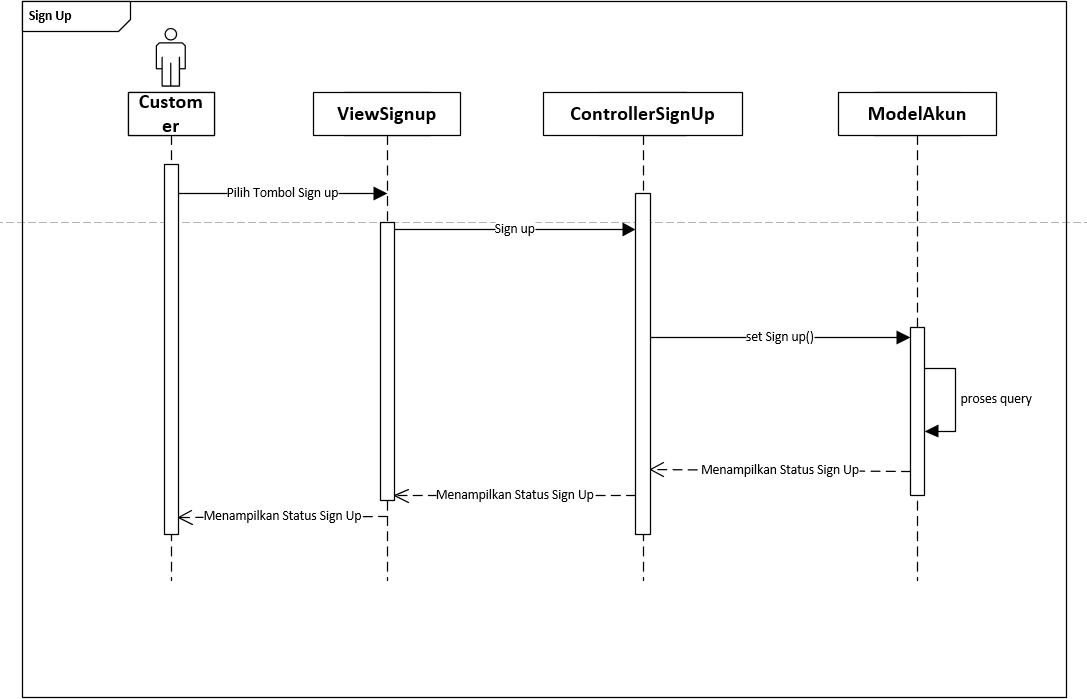 Sign Up
Custom
er
ViewSignup
ControllerSignUp
ModelAkun
Pilih Tombol Sign up
Sign up
set Sign up()
proses query
Menampilkan Status Sign Up
Menampilkan Status Sign Up
Menampilkan Status Sign Up